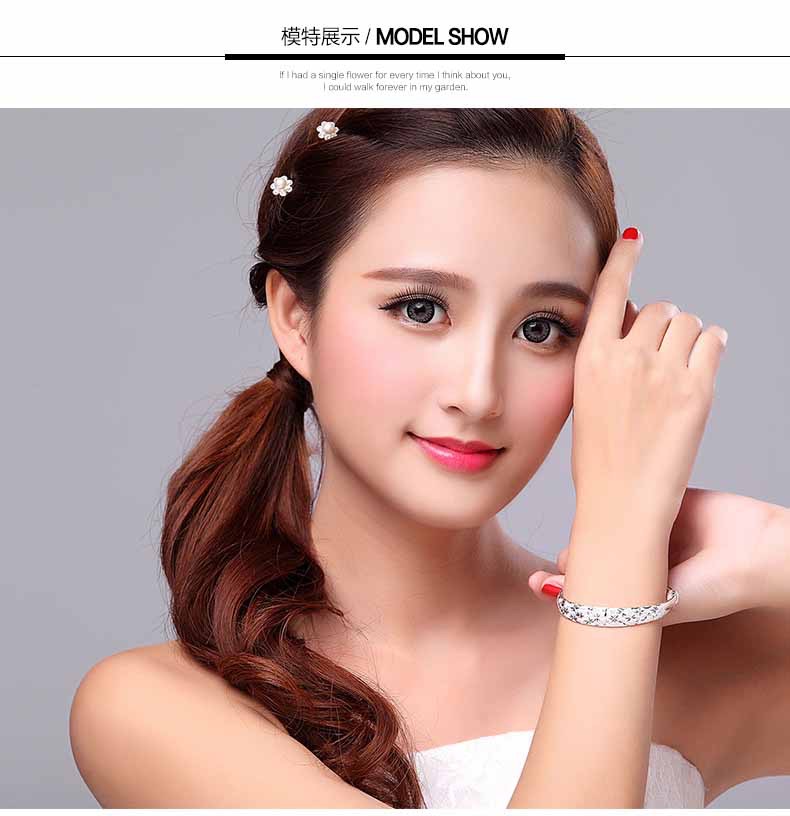 模特展示 / MODEL SHOW
If I had a single flower for every time I think about you,
I could walk forever in my garden.